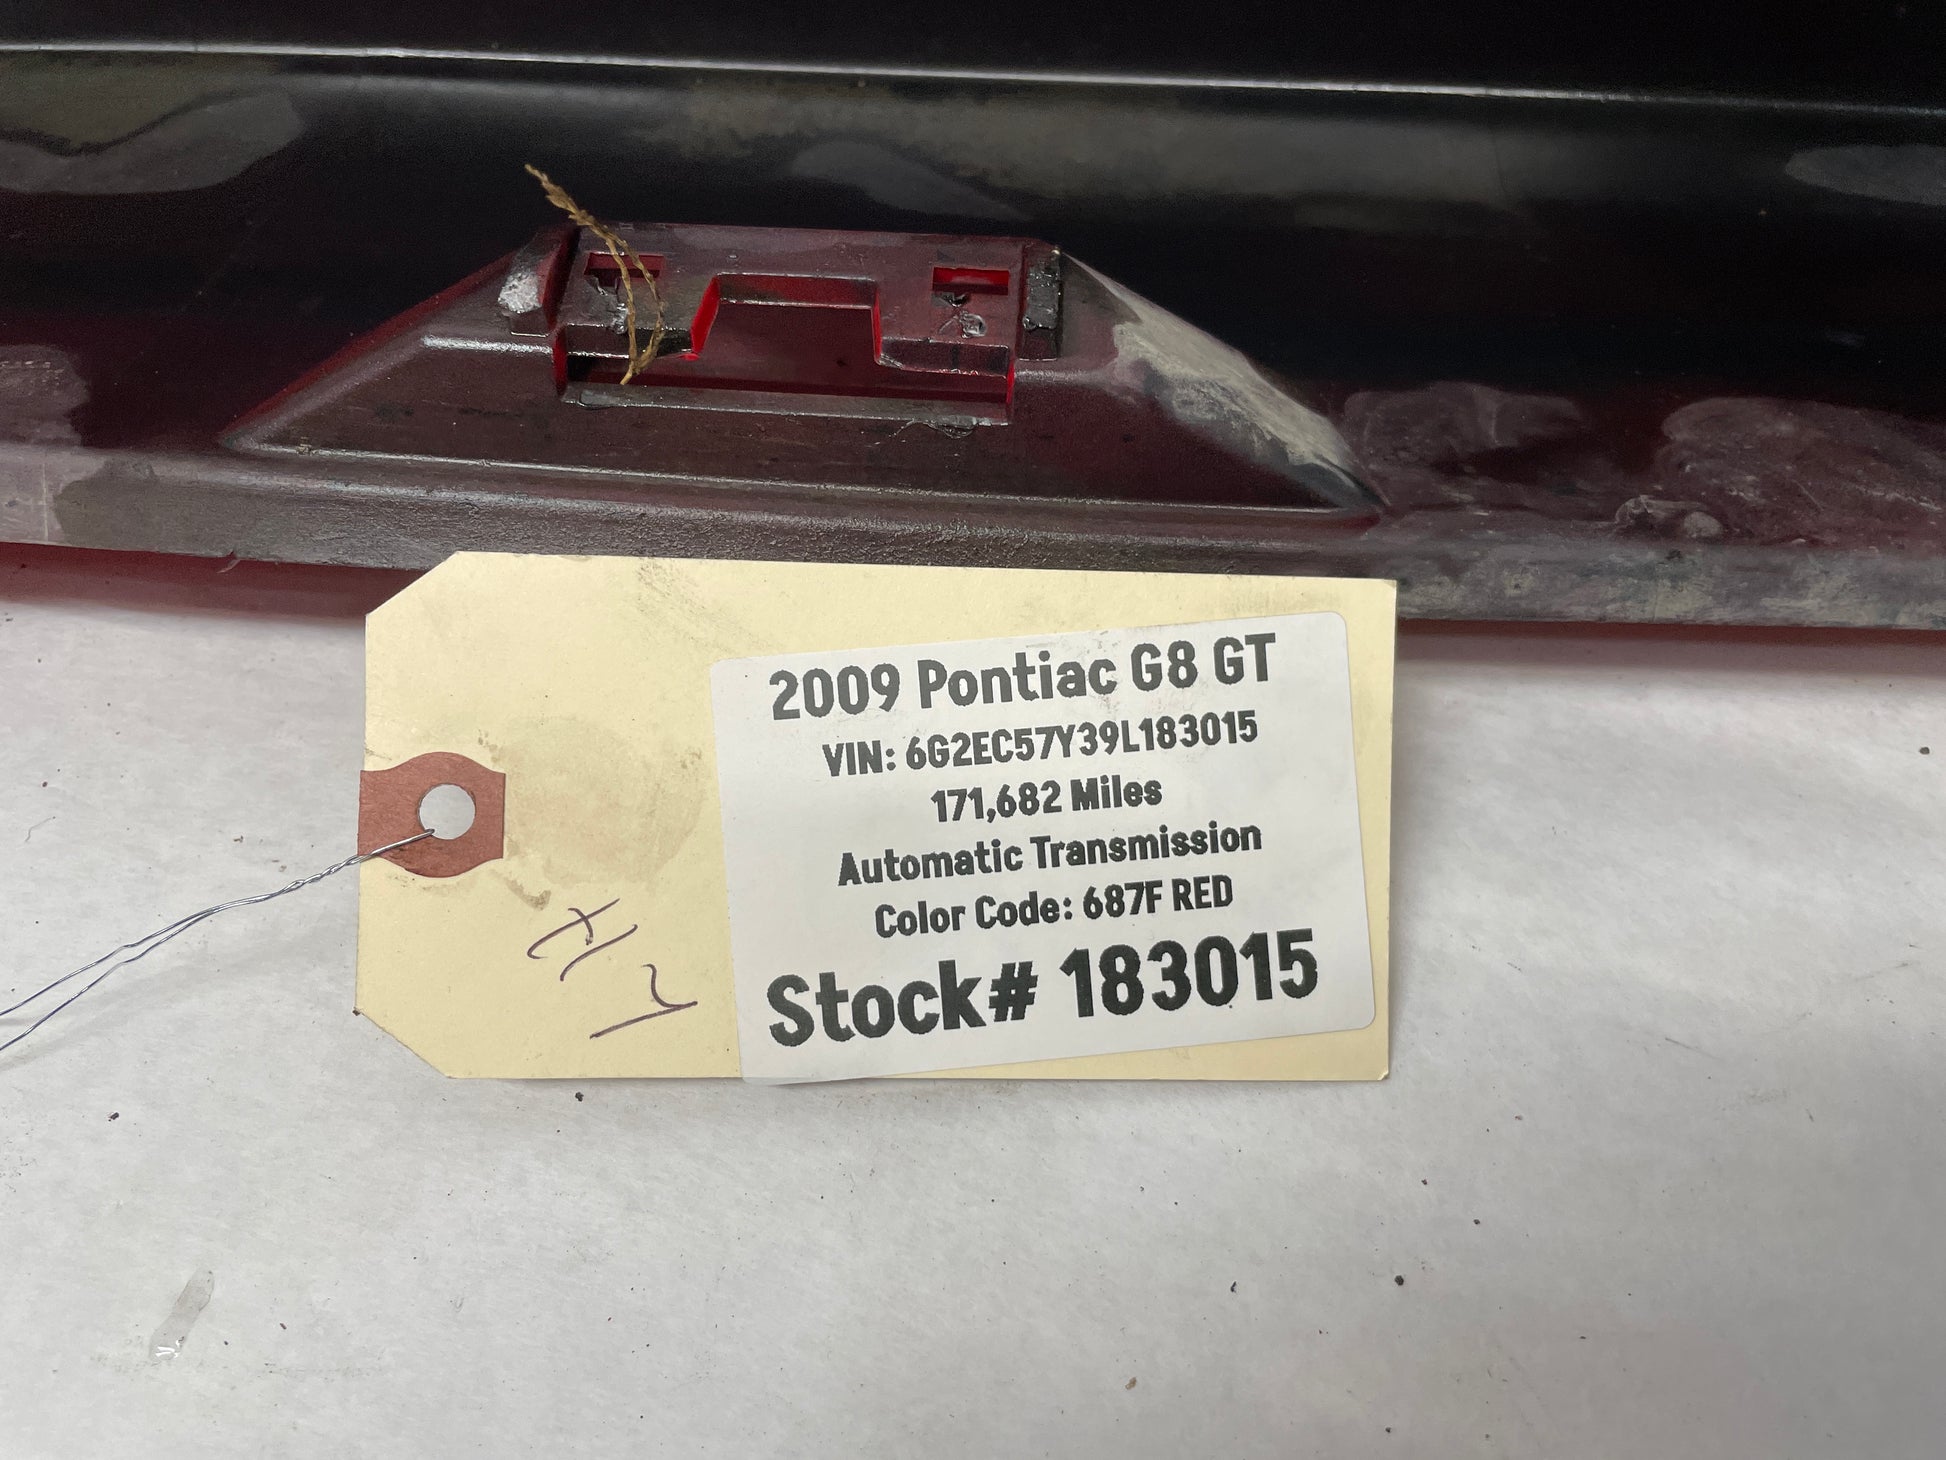 2009 Pontiac G8 GT
VIN: 6G2EC57Y39L183015
171,682 Miles
Automatic Transmission
Color Code: 687F RED
Stock# 183015